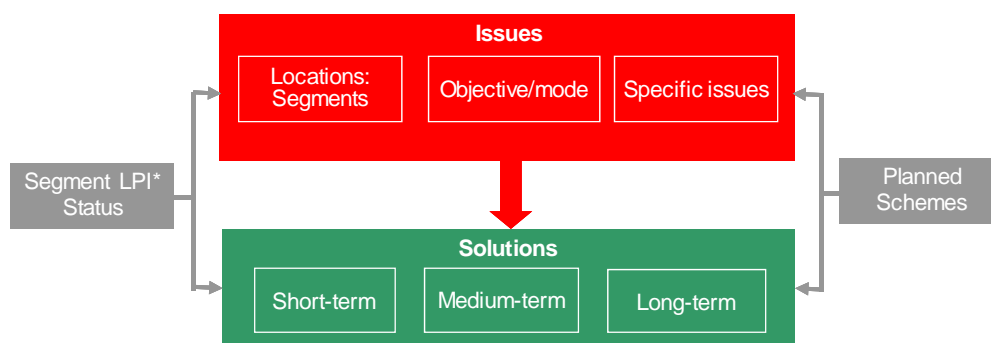 Issues
Locations:
Segments
Objective/mode
Specific issues
Segment LPI*
Status
Planned
Schemes
Solutions
Short-term
Medium-term
Long-term